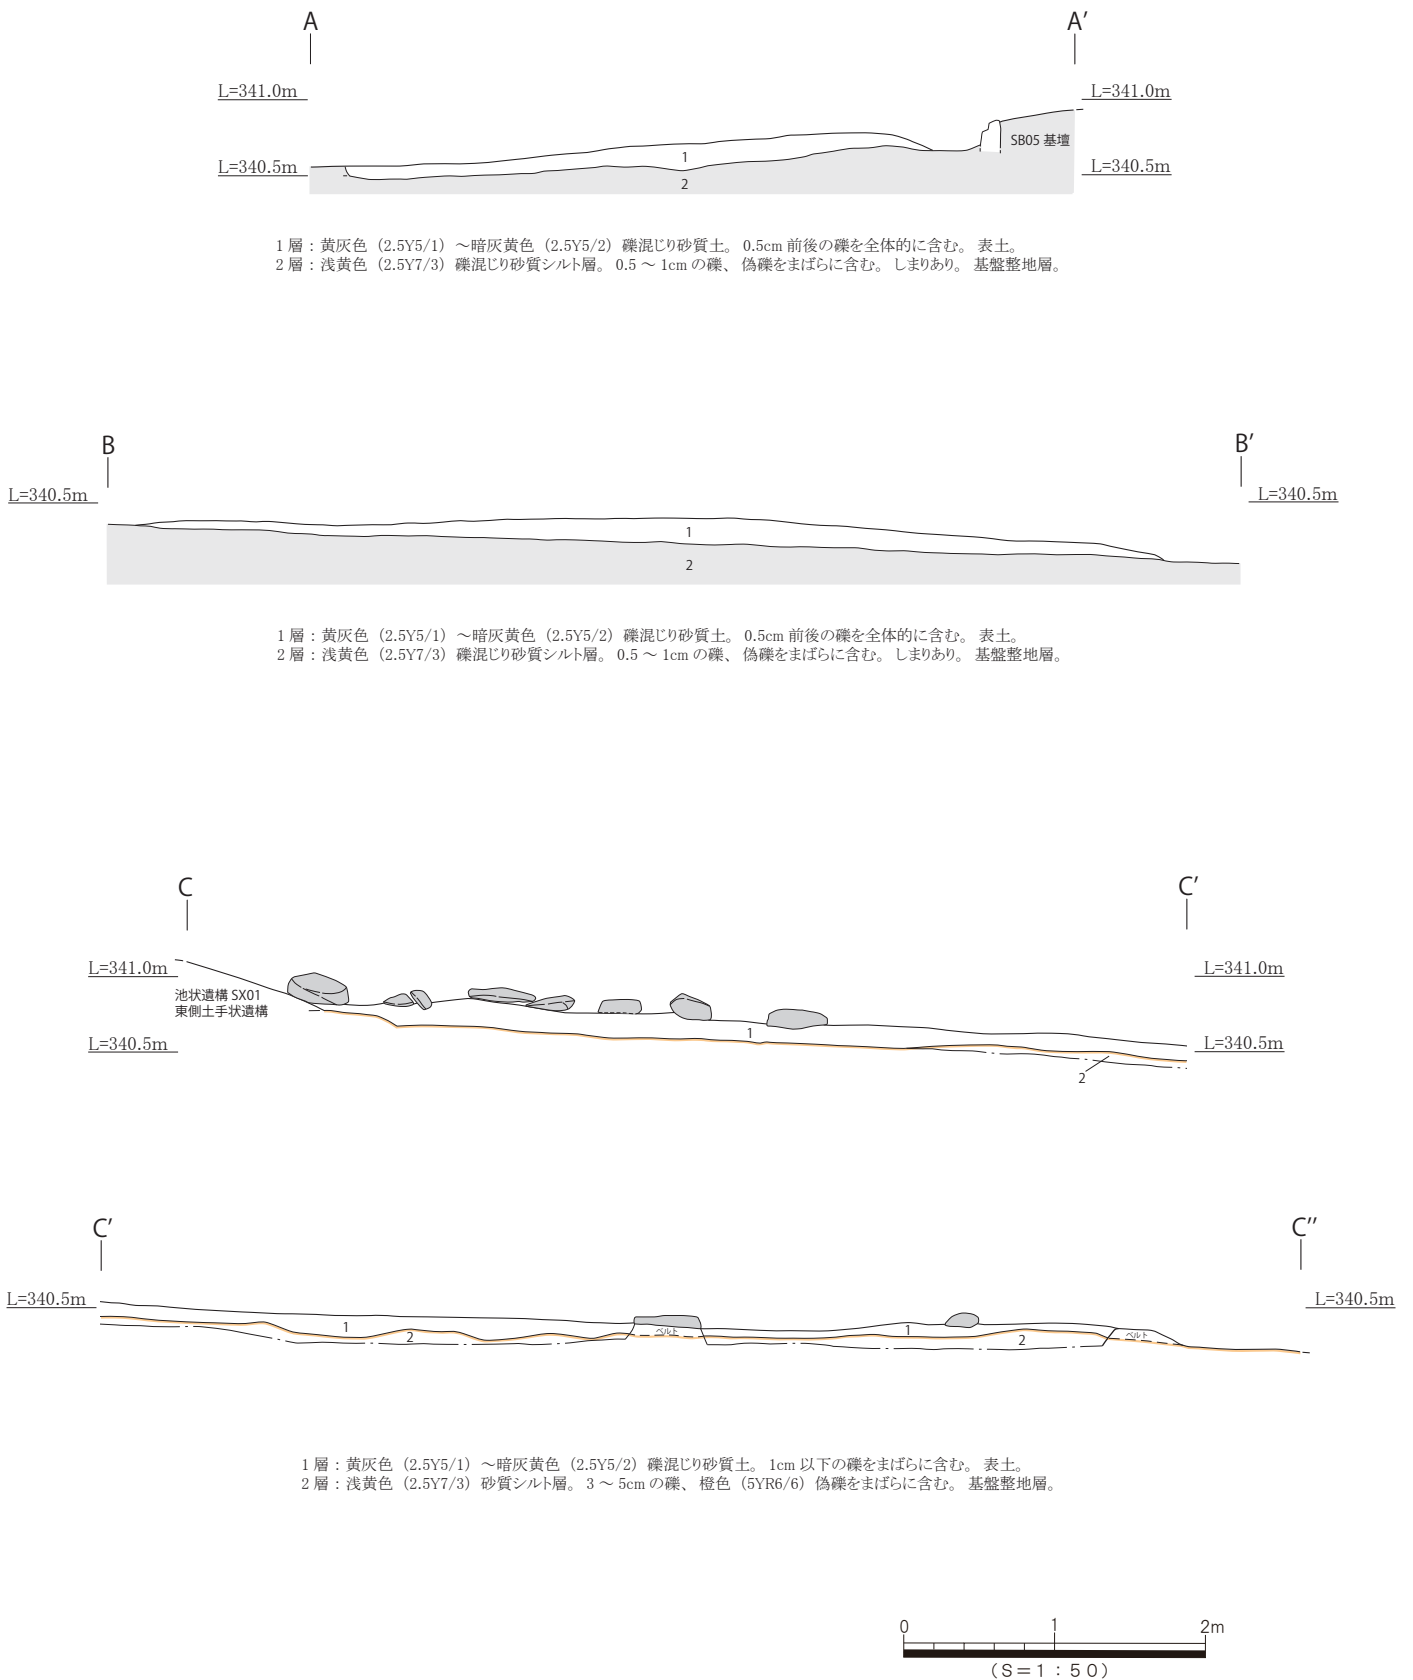 A A′
L=341.0m L=341.0m
SB05 基壇
L=340.5m 1 L=340.5m
2
1 層：黄灰色（2.5Y5/1）～暗灰黄色（2.5Y5/2）礫混じり砂質土。0.5cm 前後の礫を全体的に含む。表土。
2 層：浅黄色（2.5Y7/3）礫混じり砂質シルト層。0.5 ～ 1cm の礫、偽礫をまばらに含む。しまりあり。基盤整地層。
B B′
L=340.5m L=340.5m
1
2
1 層：黄灰色（2.5Y5/1）～暗灰黄色（2.5Y5/2）礫混じり砂質土。0.5cm 前後の礫を全体的に含む。表土。
2 層：浅黄色（2.5Y7/3）礫混じり砂質シルト層。0.5 ～ 1cm の礫、偽礫をまばらに含む。しまりあり。基盤整地層。
C C′
L=341.0m L=341.0m
池状遺構 SX01
東側土手状遺構
1
L=340.5m L=340.5m
2
C′ C″
L=340.5m L=340.5m
1 2 ベルト 1 2 ベルト
1 層：黄灰色（2.5Y5/1）～暗灰黄色（2.5Y5/2）礫混じり砂質土。1cm 以下の礫をまばらに含む。表土。
2 層：浅黄色（2.5Y7/3）砂質シルト層。3 ～ 5cm の礫、橙色（5YR6/6）偽礫をまばらに含む。基盤整地層。
0 1 2m
（S＝1：50）